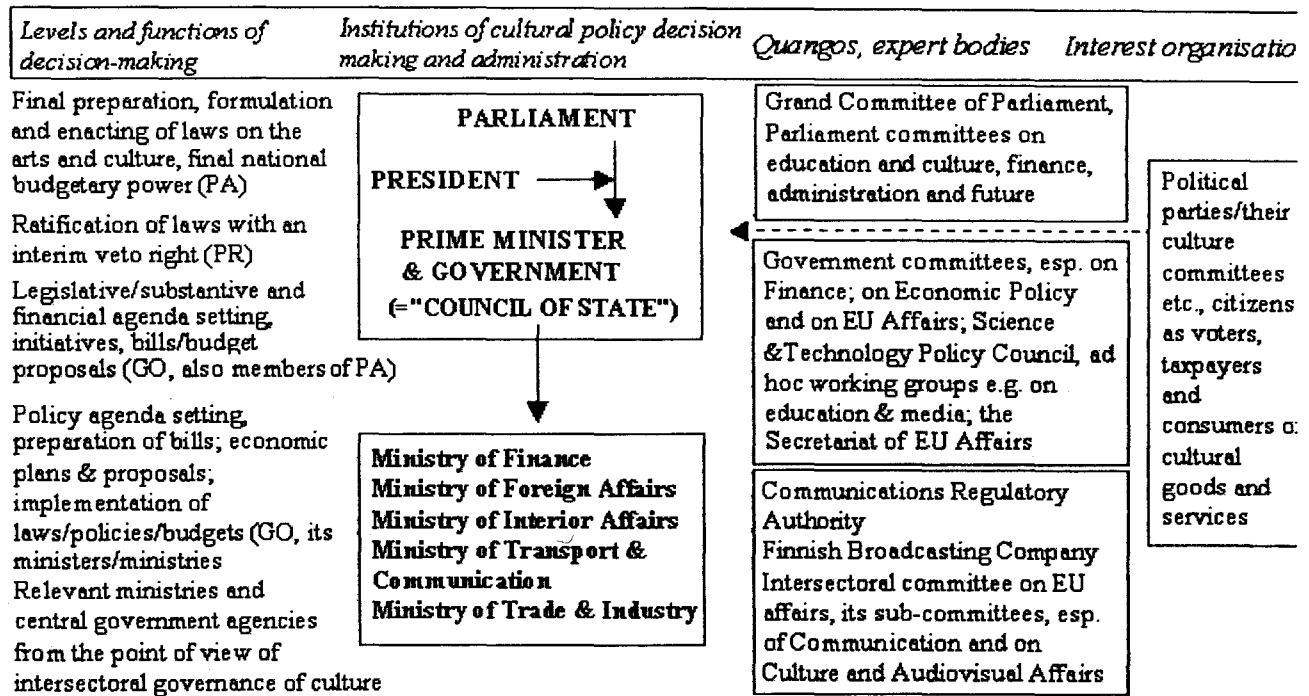 Levels and functions of
decision-making
Institutions of cultural policy decision
making and administration
Quangos, expert bodies
Interest organisatio
Final preparation, formulation
and enacting of laws on the
arts and culture, final national
budgetary power (PA)
Ratification of laws with an
interim veto right (PR)
Legislative/substantive and
financial agenda setting,
initiatives, bills/budget
proposals (GO, also members of PA)
Policy agenda setting,
preparation of bills; economic
plans & proposals;
implementation of
laws/policies/budgets (GO, its
ministers/ministries
Relevant ministries and
central government agencies
from the point of view of
intersectoral governance of culture
PARLIAMENT
PRESIDENT
PRIME MINISTER
& GOVERNMENT
(="COUNCIL OF STATE")
Ministry of Finance
Ministry of Foreign Affairs
Ministry of Interior Affairs
Ministry of Transport &
Communication
Ministry of Trade & Industry
Grand Committee of Parliament,
Parliament committees on
education and culture, finance,
administration and future
Government committees, esp. on
Finance; on Economic Policy
and on EU Affairs; Science
&Technology Policy Council, ad
hoc working groups e.g. on
education & media; the
Secretariat of EU Affairs
Communications Regulatory
Authority
Finnish Broadcasting Company
Intersectoral committee on EU
affairs, its sub-committees, esp.
of Communication and on
Culture and Audiovisual Affairs
Political
parties/their
culture
committees
etc., citizens
as voters,
taxpayers
and
consumers o
cultural
goods and
services